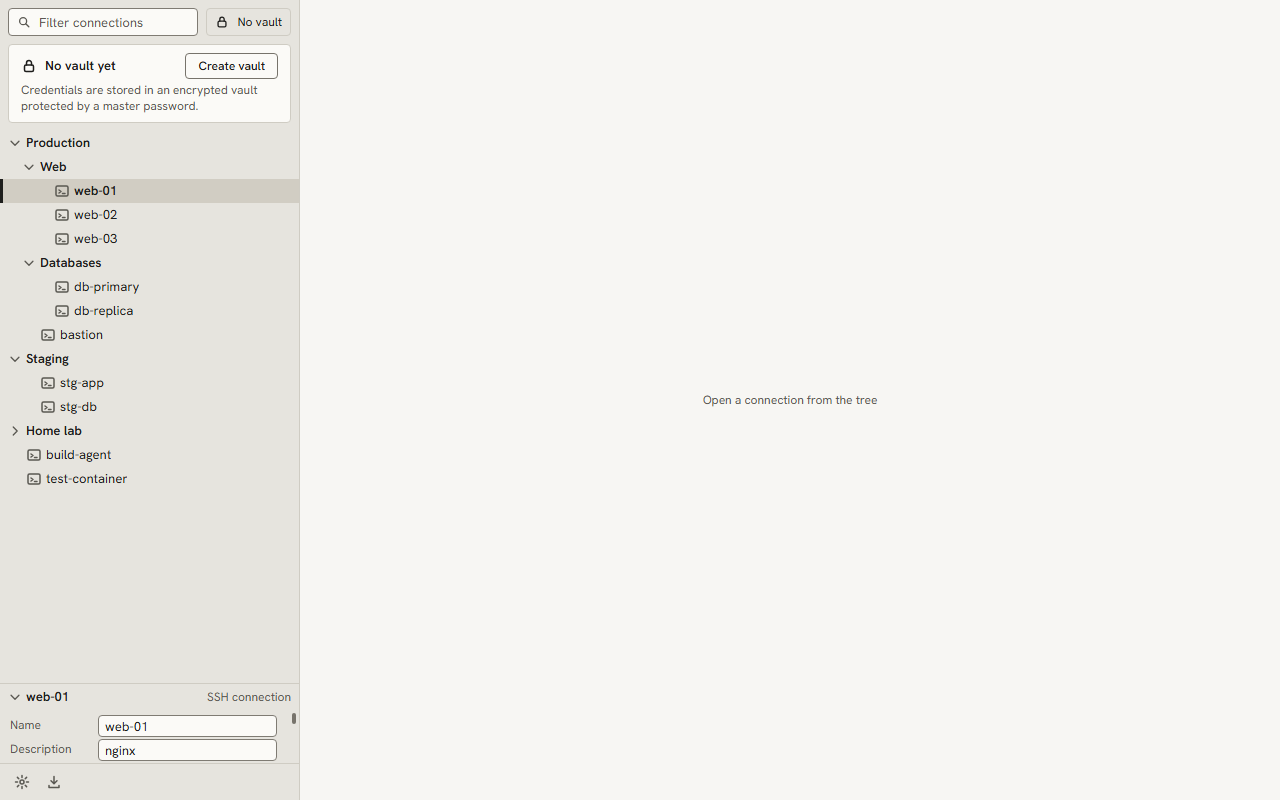 Filter connections
No vault
No vault yet
Create vault
Credentials are stored in an encrypted vault
protected by a master password.
Production
Web
web-01
web-02
web-03
Databases
db-primary
db-replica
bastion
Staging
stg-app
stg-db
Home lab
build-agent
test-container
Open a connection from the tree
web-01
SSH connection
Name
web-01
Description
nginx